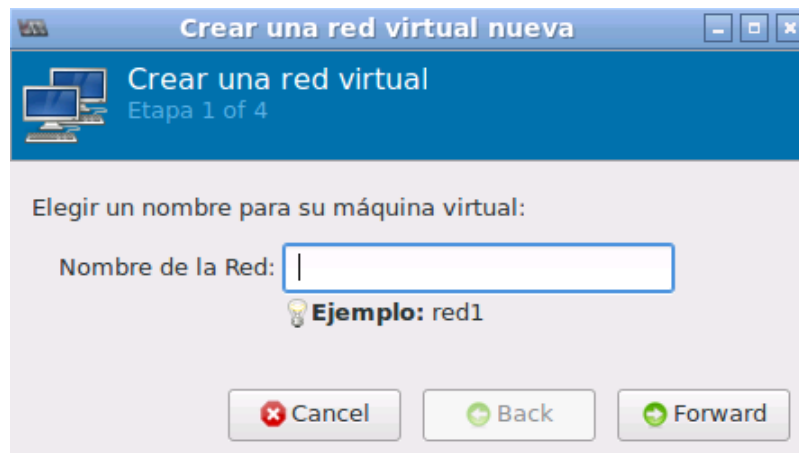 Crear una red virtual nueva
Crear una red virtual
Etapa 1 of 4
Elegir un nombre para su máquina virtual:
Nombre de la Red:
Ejemplo: red1
Cancel
Back
Forward